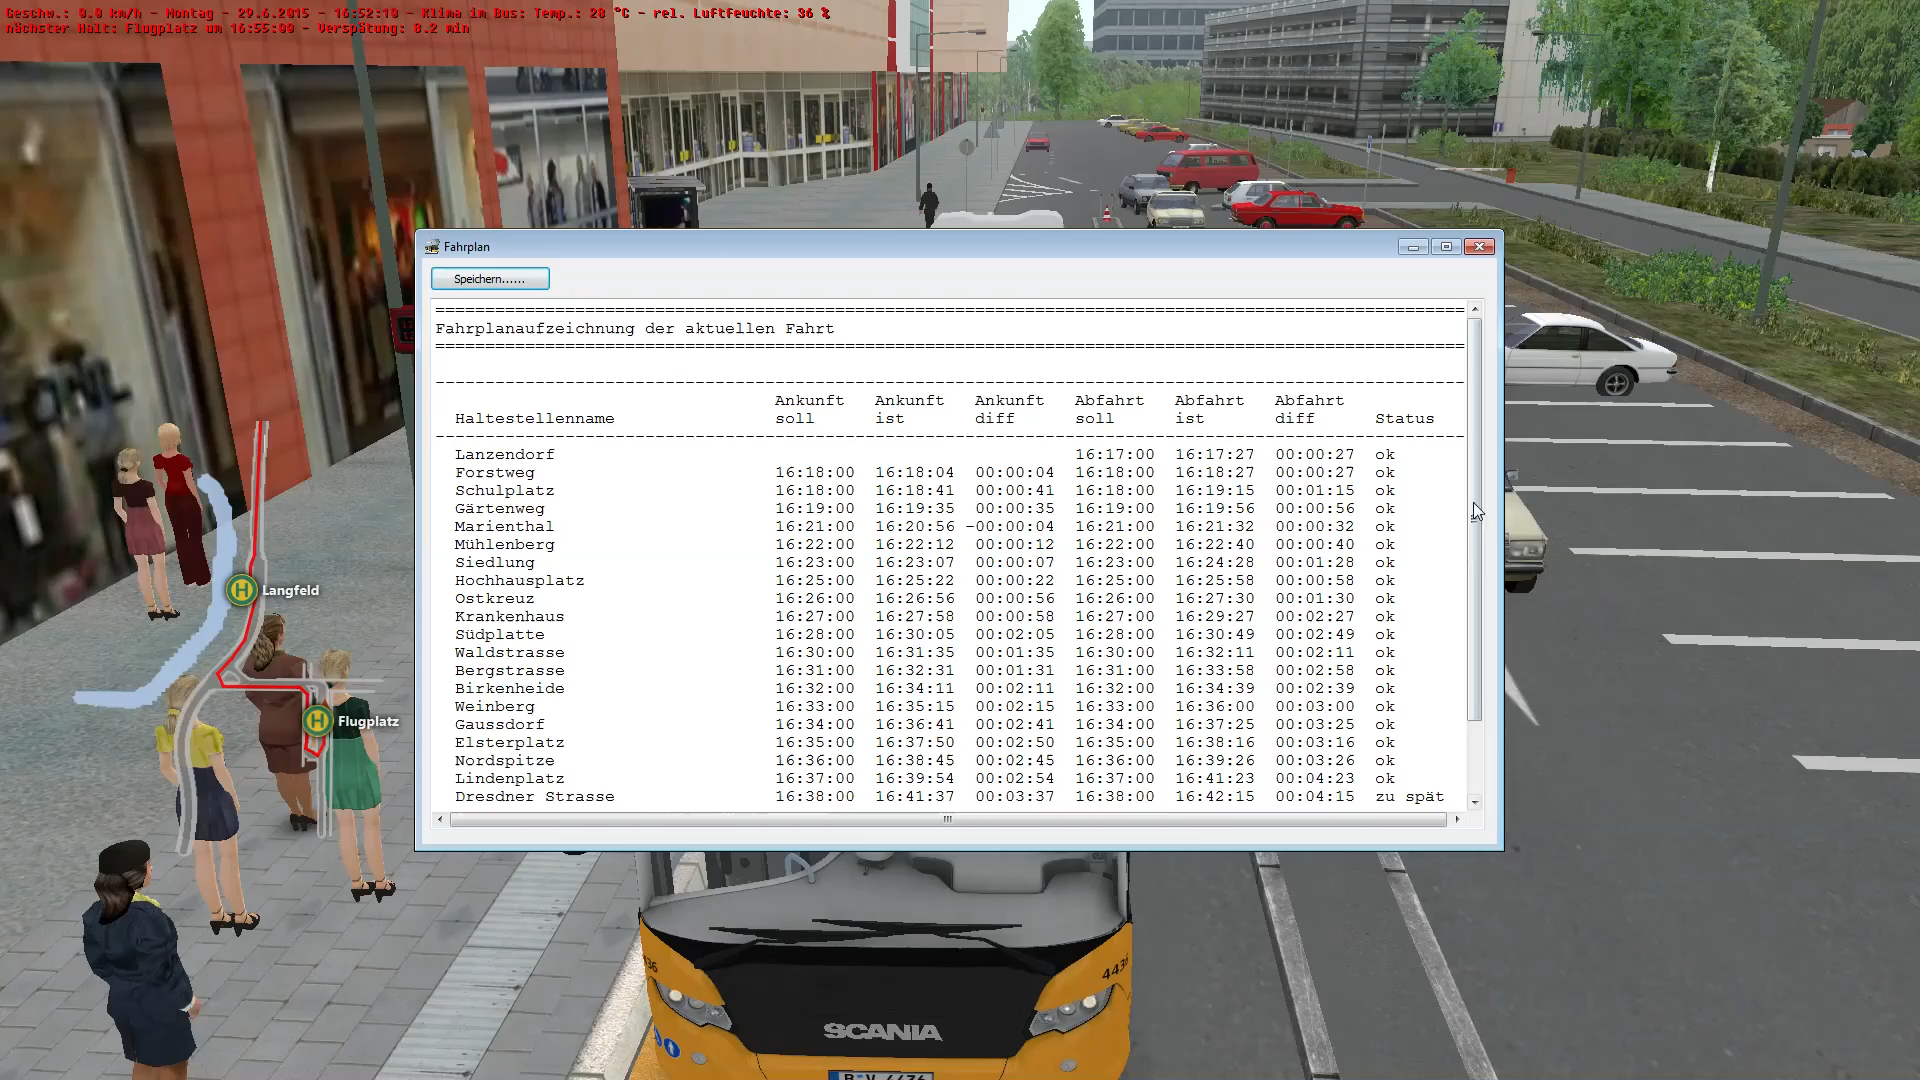 Geschw.: 0.0 km/h - Montag - 29.6.2015 - 16:52:10 - Klima im Bus: Temp.: 20 °C - rel. Luftfeuchte: 36 %
nächster Halt: Flugplatz um 16:55:00 - Verspätung: 0.2 min
Fahrplan
Speichern......
Fahrplanaufzeichnung der aktuellen Fahrt
Ankunft Ankunft Ankunft Abfahrt Abfahrt Abfahrt
Haltestellenname soll ist diff soll ist diff Status
Lanzendorf 16:17:00 16:17:27 00:00:27 ok
Forstweg 16:18:00 16:18:04 00:00:04 16:18:00 16:18:27 00:00:27 ok
Schulplatz 16:18:00 16:18:41 00:00:41 16:18:00 16:19:15 00:01:15 ok
Gärtenweg 16:19:00 16:19:35 00:00:35 16:19:00 16:19:56 00:00:56 ok
Marienthal 16:21:00 16:20:56 -00:00:04 16:21:00 16:21:32 00:00:32 ok
Mühlenberg 16:22:00 16:22:12 00:00:12 16:22:00 16:22:40 00:00:40 ok
Siedlung 16:23:00 16:23:07 00:00:07 16:23:00 16:24:28 00:01:28 ok
Hochhausplatz 16:25:00 16:25:22 00:00:22 16:25:00 16:25:58 00:00:58 ok
Ostkreuz 16:26:00 16:26:56 00:00:56 16:26:00 16:27:30 00:01:30 ok
Krankenhaus 16:27:00 16:27:58 00:00:58 16:27:00 16:29:27 00:02:27 ok
Südplatte 16:28:00 16:30:05 00:02:05 16:28:00 16:30:49 00:02:49 ok
Waldstrasse 16:30:00 16:31:35 00:01:35 16:30:00 16:32:11 00:02:11 ok
Bergstrasse 16:31:00 16:32:31 00:01:31 16:31:00 16:33:58 00:02:58 ok
Birkenheide 16:32:00 16:34:11 00:02:11 16:32:00 16:34:39 00:02:39 ok
Weinberg 16:33:00 16:35:15 00:02:15 16:33:00 16:36:00 00:03:00 ok
Gaussdorf 16:34:00 16:36:41 00:02:41 16:34:00 16:37:25 00:03:25 ok
Elsterplatz 16:35:00 16:37:50 00:02:50 16:35:00 16:38:16 00:03:16 ok
Nordspitze 16:36:00 16:38:45 00:02:45 16:36:00 16:39:26 00:03:26 ok
Lindenplatz 16:37:00 16:39:54 00:02:54 16:37:00 16:41:23 00:04:23 ok
Dresdner Strasse 16:38:00 16:41:37 00:03:37 16:38:00 16:42:15 00:04:15 zu spät
H Langfeld
H Flugplatz
4436
SCANIA
B-V 4436